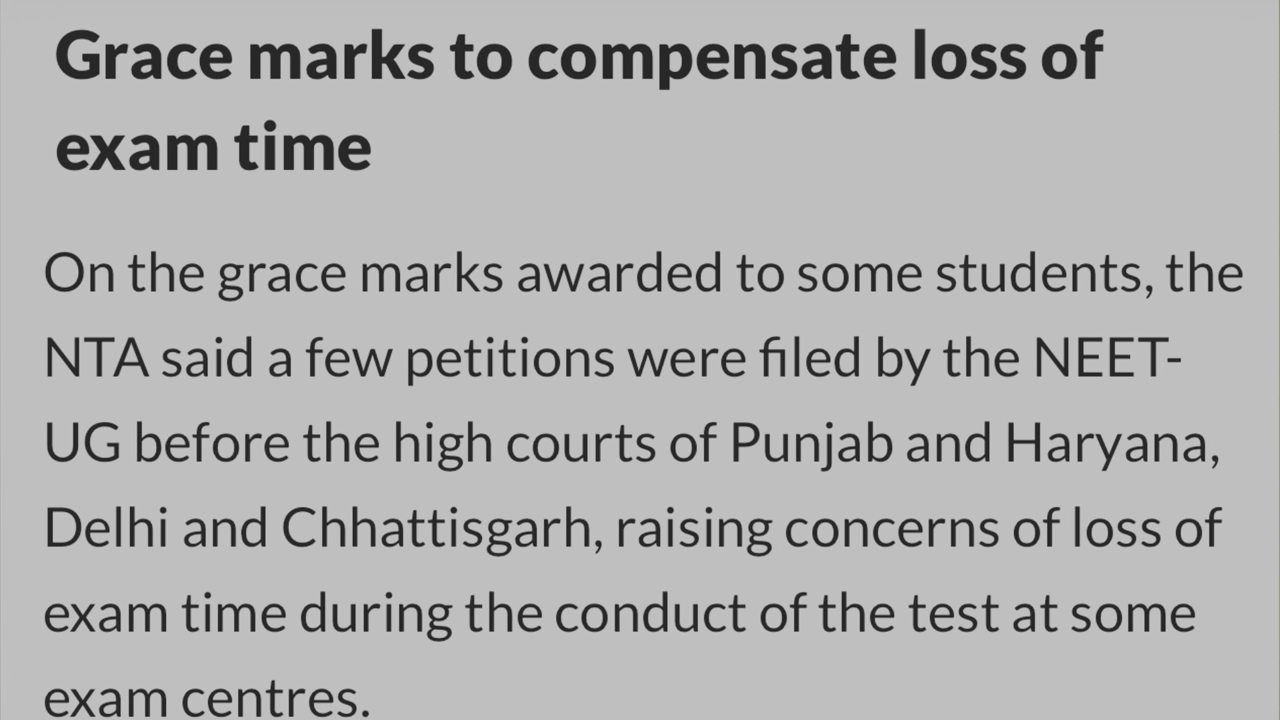 Grace marks to compensate loss of
exam time
On the grace marks awarded to some students, the
NTA said a few petitions were filed by the NEET-
UG before the high courts of Punjab and Haryana,
Delhi and Chhattisgarh, raising concerns of loss of
exam time during the conduct of the test at some
exam centres.